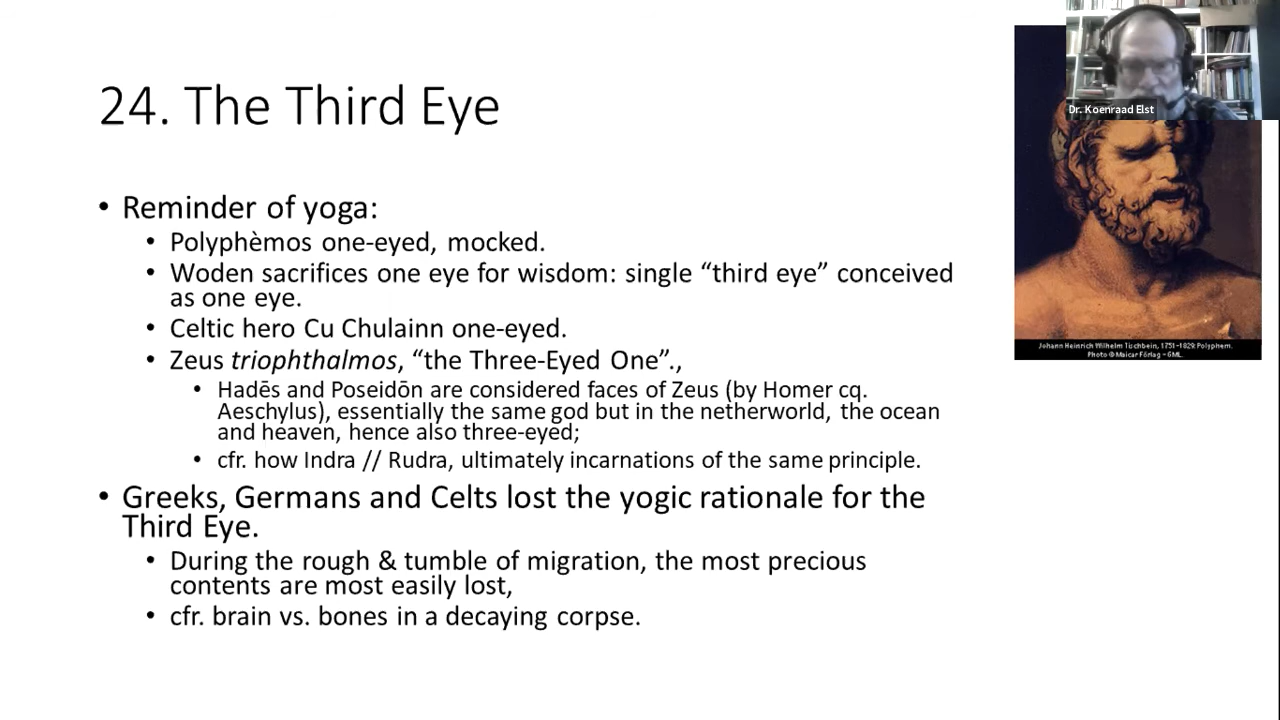 24. The Third Eye
• Reminder of yoga:
• Polyphèmos one-eyed, mocked.
• Woden sacrifices one eye for wisdom: single “third eye” conceived
as one eye.
• Celtic hero Cu Chulainn one-eyed.
• Zeus triophthalmos, “the Three-Eyed One”.,
• Hadēs and Poseidōn are considered faces of Zeus (by Homer cq.
Aeschylus), essentially the same god but in the netherworld, the ocean
and heaven, hence also three-eyed;
• cfr. how Indra // Rudra, ultimately incarnations of the same principle.
• Greeks, Germans and Celts lost the yogic rationale for the
Third Eye.
• During the rough & tumble of migration, the most precious
contents are most easily lost,
• cfr. brain vs. bones in a decaying corpse.
Dr. Koenraad Elst
Johann Heinrich Wilhelm Tischbein, 1751-1829: Polyphem.
Photo © Maicar Förlag - GML.